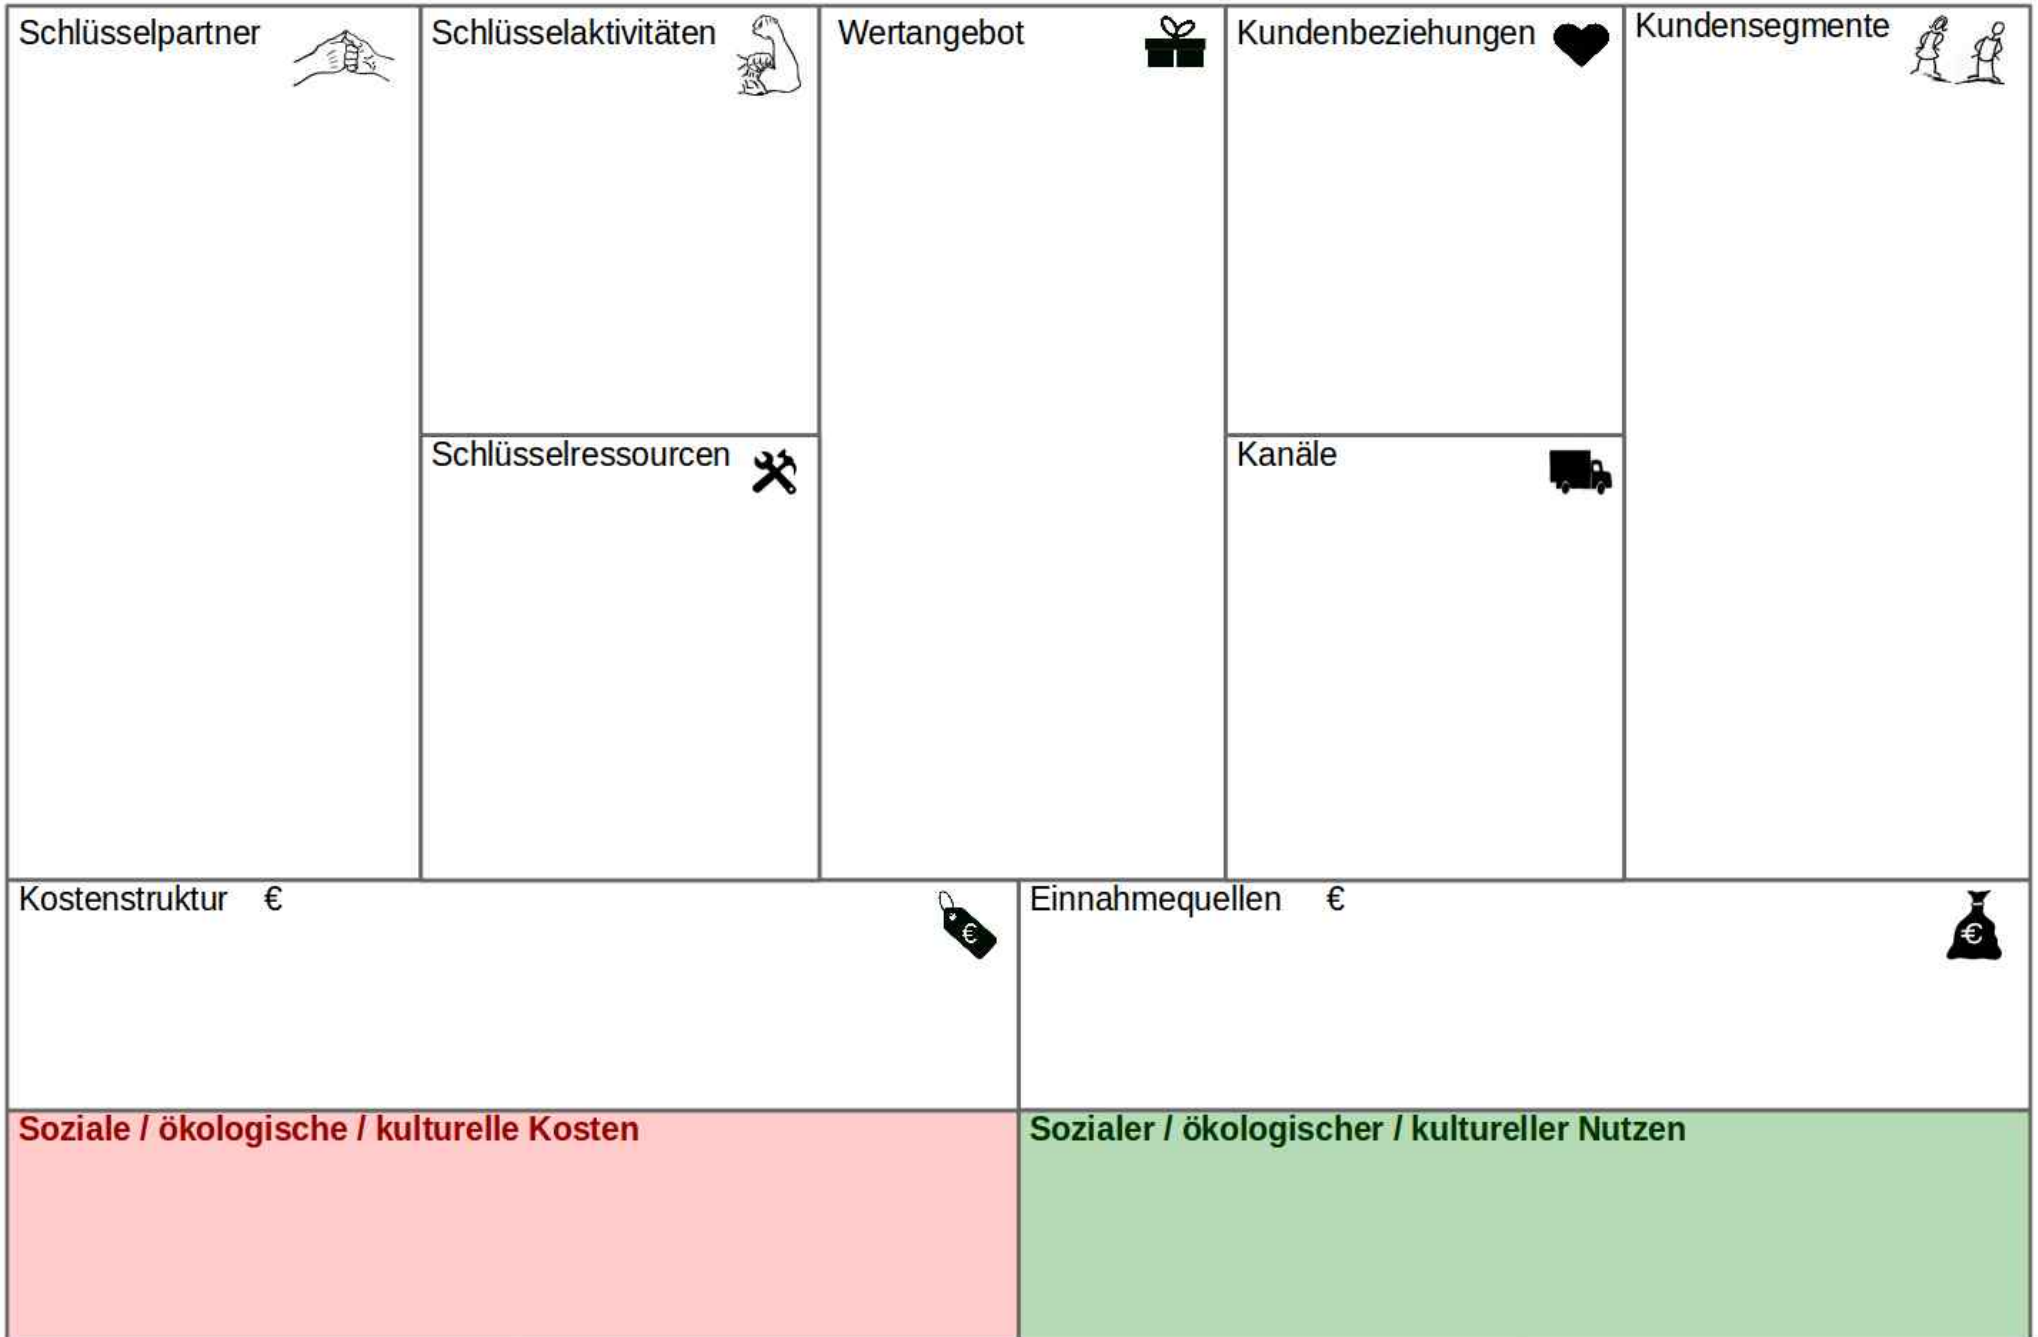 Schlüsselpartner
Schlüsselaktivitäten
Wertangebot
Kundenbeziehungen
Kundensegmente
Schlüsselressourcen
Kanäle
Kostenstruktur €
€
Einnahmequellen €
€
Soziale / ökologische / kulturelle Kosten
Sozialer / ökologischer / kultureller Nutzen